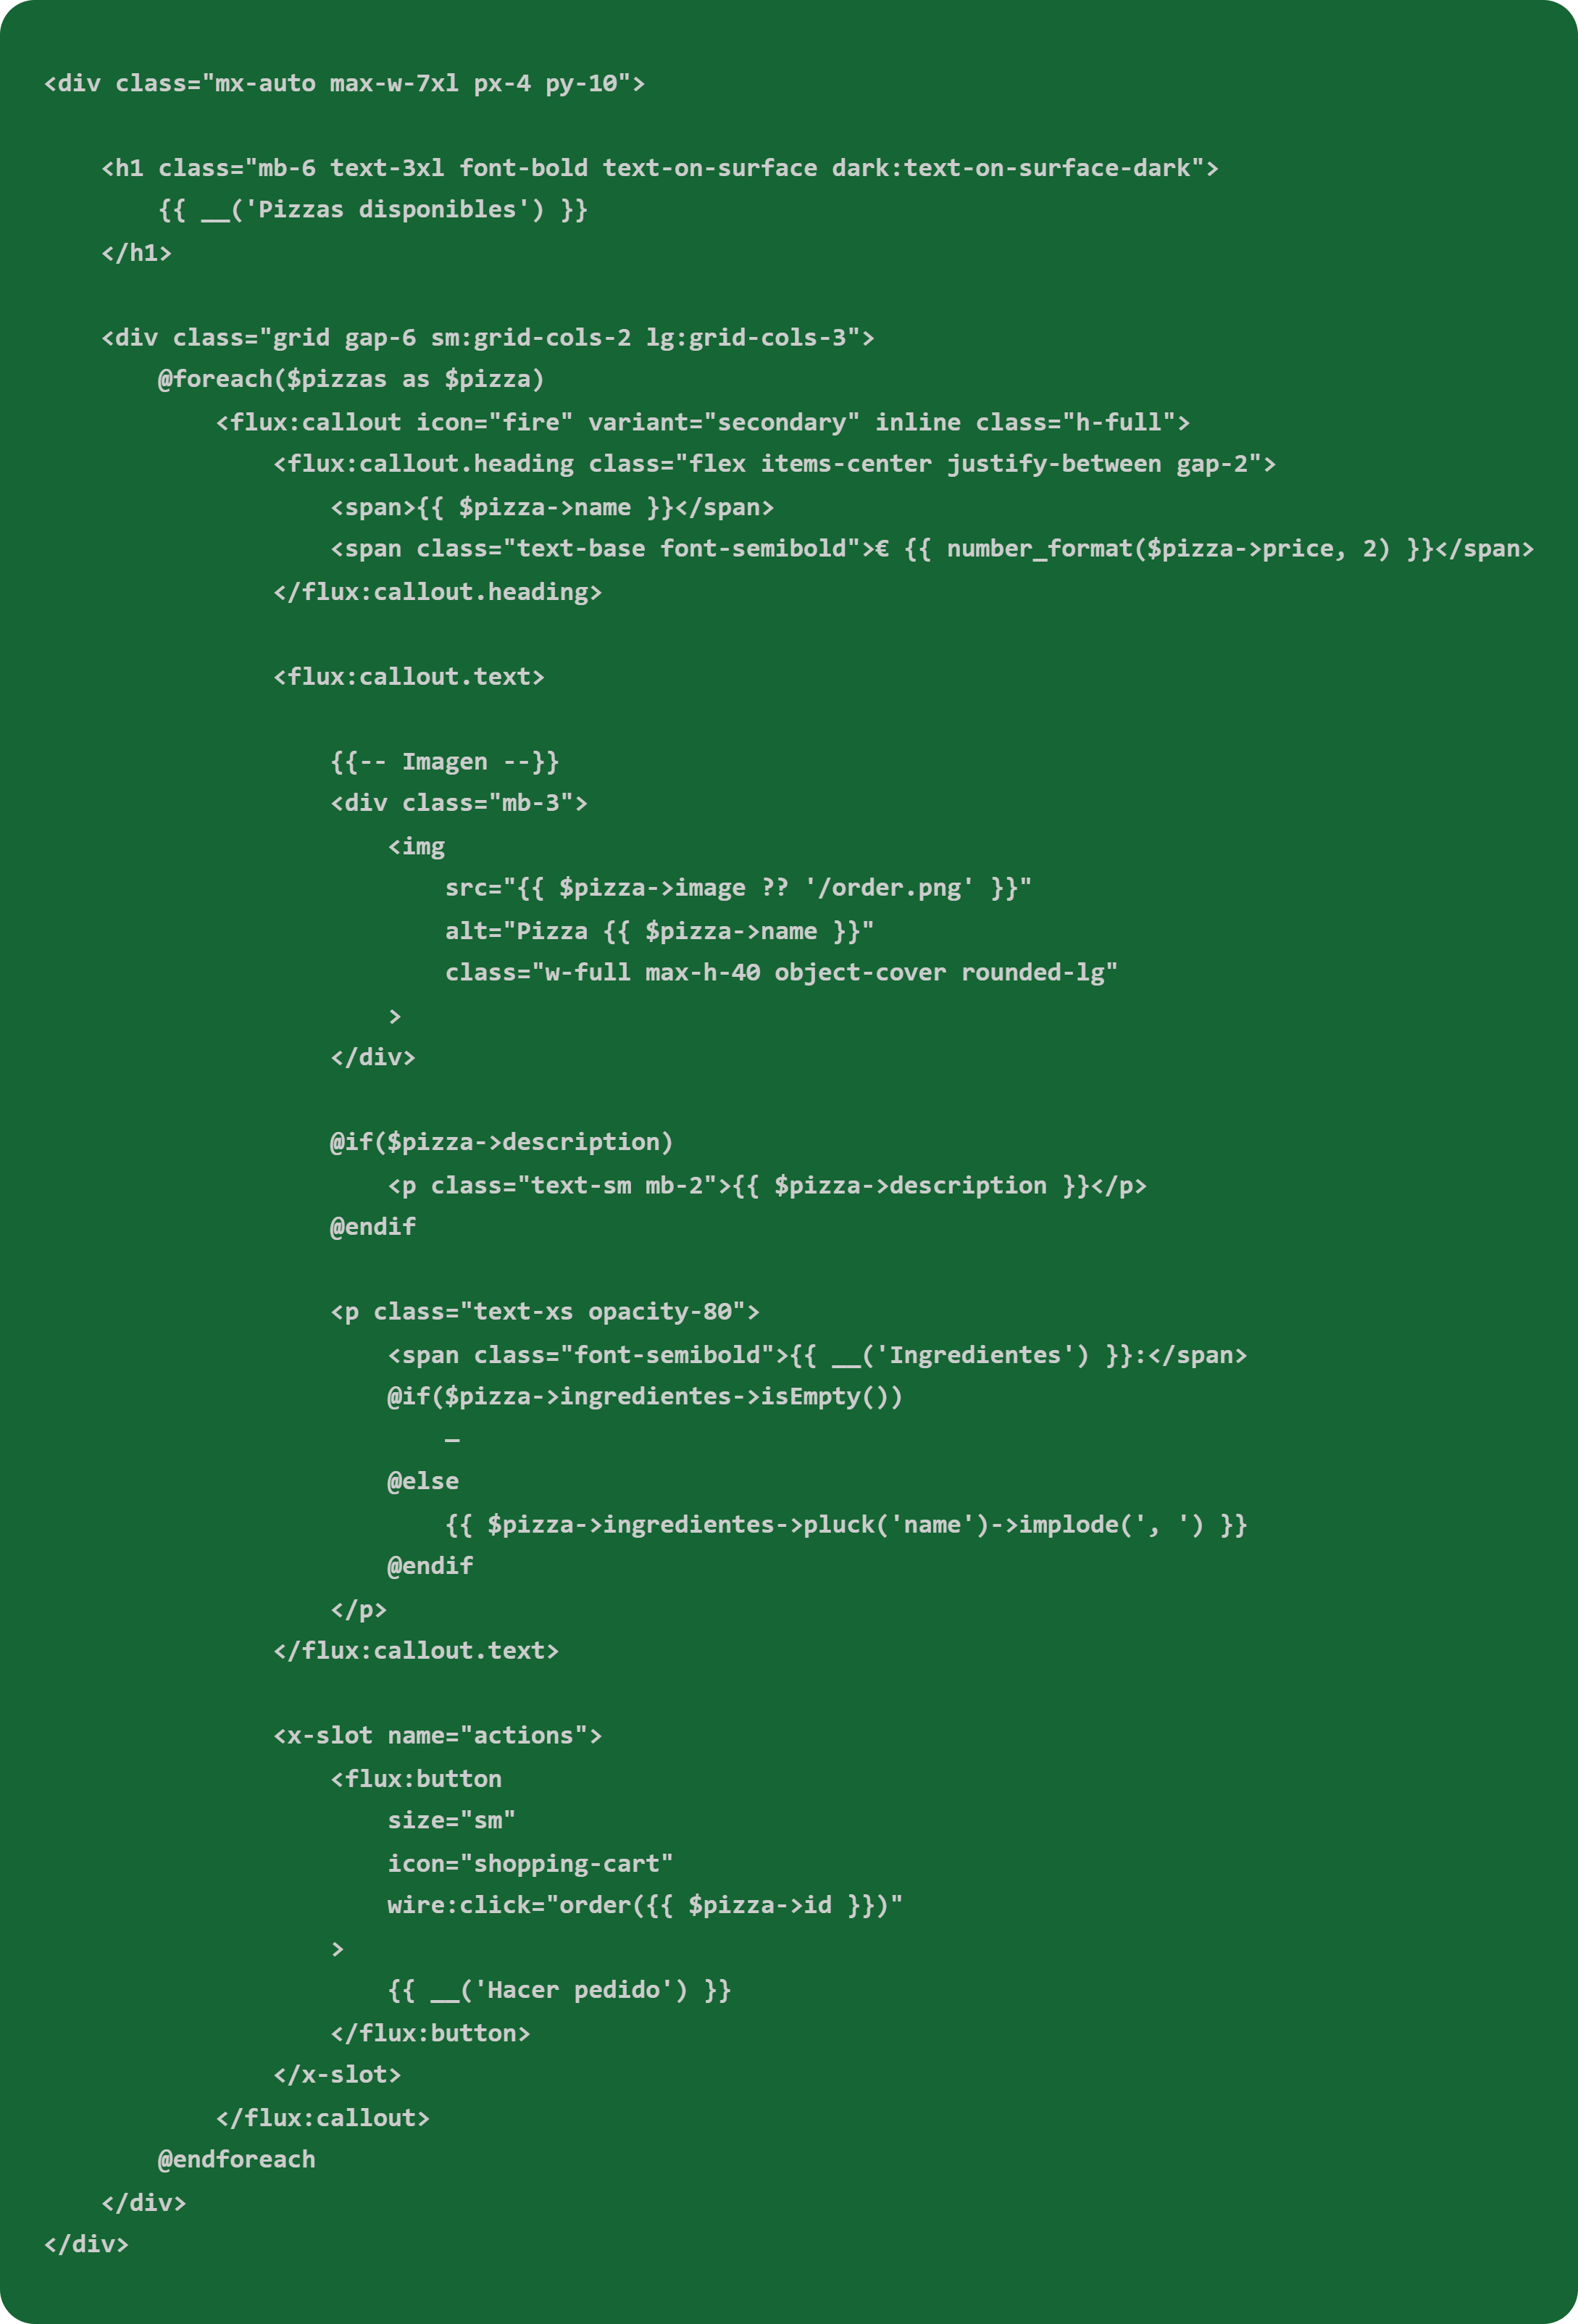 <div class="mx-auto max-w-7xl px-4 py-10">

    <h1 class="mb-6 text-3xl font-bold text-on-surface dark:text-on-surface-dark">
        {{ __('Pizzas disponibles') }}
    </h1>

    <div class="grid gap-6 sm:grid-cols-2 lg:grid-cols-3">
        @foreach($pizzas as $pizza)
            <flux:callout icon="fire" variant="secondary" inline class="h-full">
                <flux:callout.heading class="flex items-center justify-between gap-2">
                    <span>{{ $pizza->name }}</span>
                    <span class="text-base font-semibold">€ {{ number_format($pizza->price, 2) }}</span>
                </flux:callout.heading>

                <flux:callout.text>

                    {{-- Imagen --}}
                    <div class="mb-3">
                        <img
                            src="{{ $pizza->image ?? '/order.png' }}"
                            alt="Pizza {{ $pizza->name }}"
                            class="w-full max-h-40 object-cover rounded-lg"
                        >
                    </div>

                    @if($pizza->description)
                        <p class="text-sm mb-2">{{ $pizza->description }}</p>
                    @endif

                    <p class="text-xs opacity-80">
                        <span class="font-semibold">{{ __('Ingredientes') }}:</span>
                        @if($pizza->ingredientes->isEmpty())
                            —
                        @else
                            {{ $pizza->ingredientes->pluck('name')->implode(', ') }}
                        @endif
                    </p>
                </flux:callout.text>

                <x-slot name="actions">
                    <flux:button
                        size="sm"
                        icon="shopping-cart"
                        wire:click="order({{ $pizza->id }})"
                    >
                        {{ __('Hacer pedido') }}
                    </flux:button>
                </x-slot>
            </flux:callout>
        @endforeach
    </div>
</div>